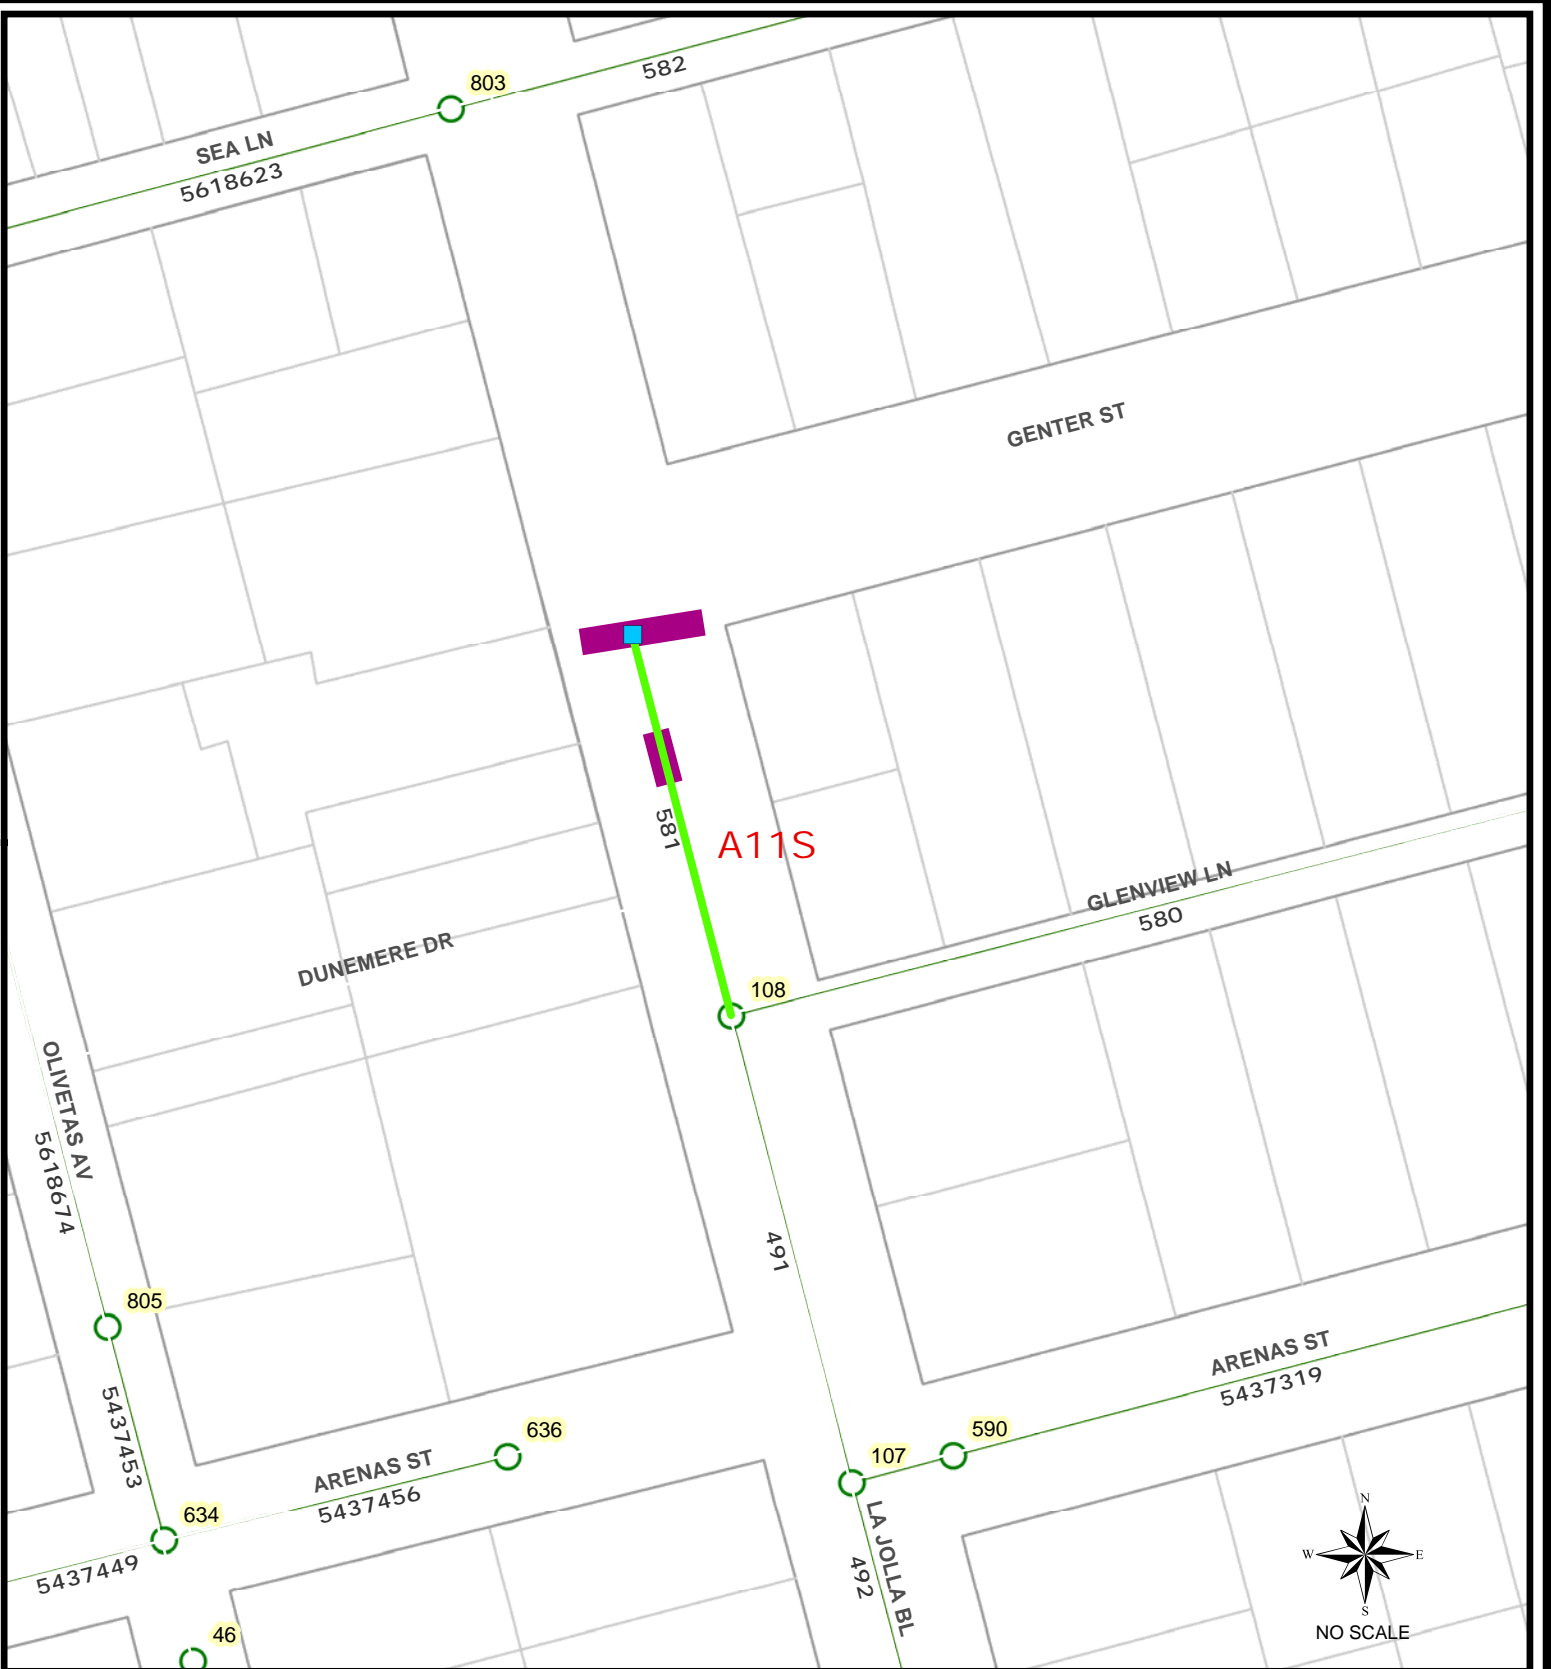 803
582
SEA LN
5618623
GENTER ST
581
A11S
GLENVIEW LN
580
DUNEMERE DR
108
OLIVETAS AV
5618674
491
805
ARENAS ST
5437319
5437453
636
590
107
ARENAS ST
5437456
634
LA JOLLA BL
492
5437449
46
N
W
E
S
NO SCALE